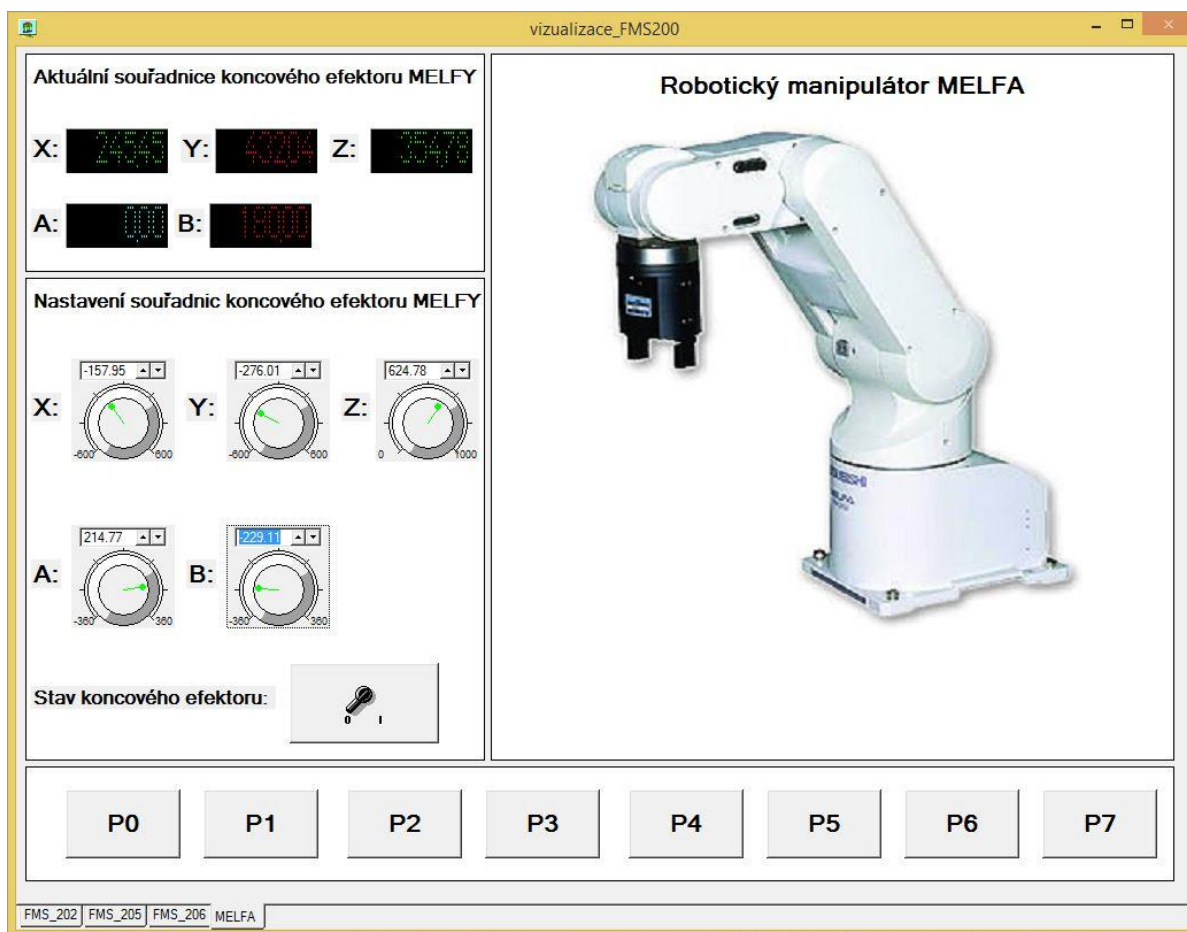 vizualizace_FMS200
Aktuální souřadnice koncového efektoru MELFY
X: Y: Z:
A: B:
Nastavení souřadnic koncového efektoru MELFY
-157.95 -276.01 624.78
X: Y: Z:
-600 600 -600 600 0 1000
214.77 -229.11
A: B:
-360 360 -360 360
Stav koncového efektoru:
0 I
Robotický manipulátor MELFA
P0 P1 P2 P3 P4 P5 P6 P7
FMS_202 FMS_205 FMS_206 MELFA